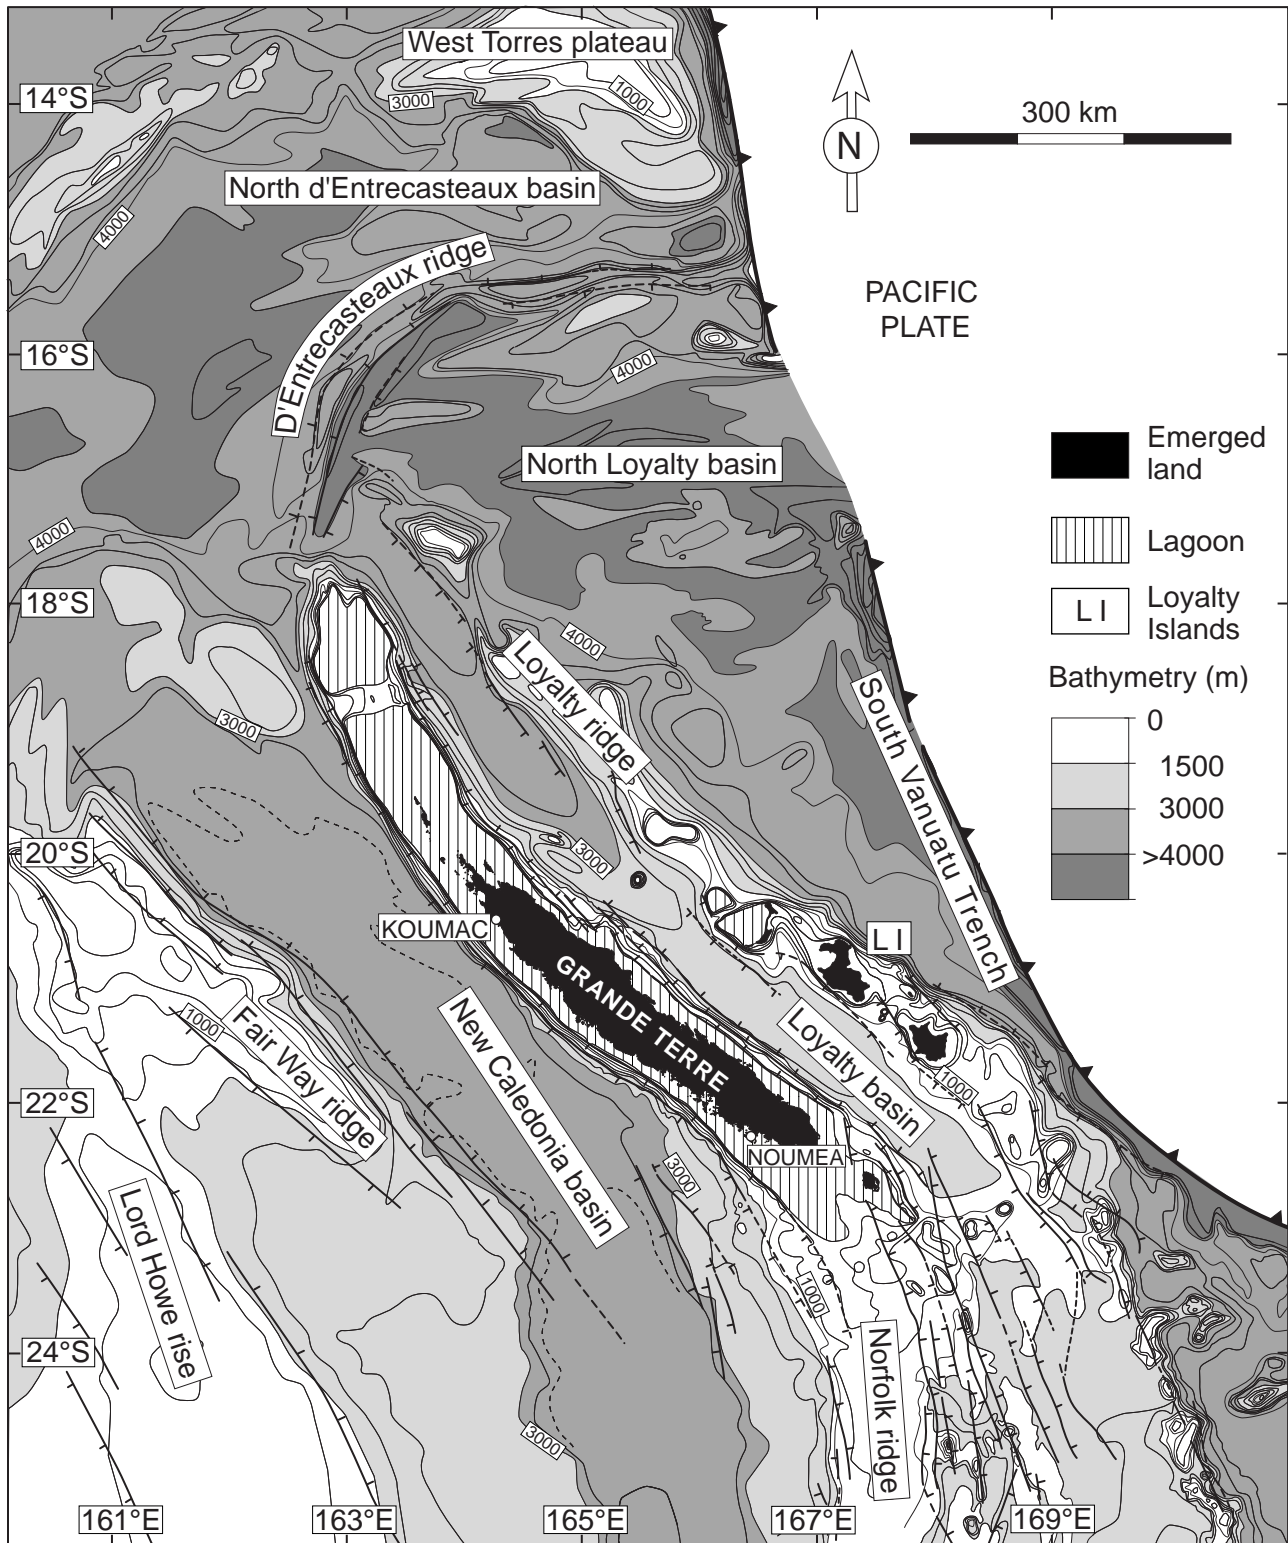 West Torres plateau
1000
3000
14°S
N
300 km
North d'Entrecasteaux basin
4000
D'Entrecasteaux ridge
PACIFIC
PLATE
16°S
4000
Emerged
land
North Loyalty basin
4000
Lagoon
18°S
L I
Loyalty
Islands
4000
Loyalty ridge
Bathymetry (m)
South Vanuatu Trench
3000
0
1500
3000
>4000
20°S
3000
KOUMAC
L I
GRANDE TERRE
1000
Fair Way ridge
New Caledonia basin
Loyalty basin
1000
22°S
NOUMEA
3000
Lord Howe rise
1000
24°S
Norfolk ridge
3000
161°E
163°E
165°E
167°E
169°E